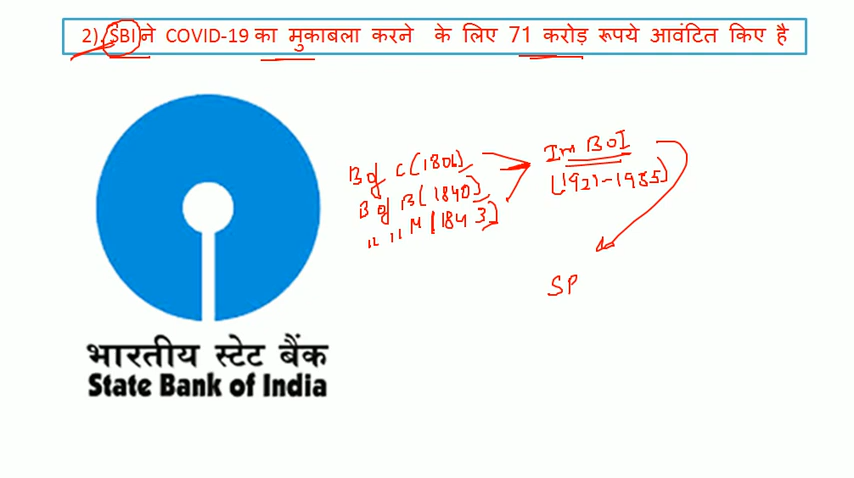 2). SBI ने COVID-19 का मुकाबला करने के लिए 71 करोड़ रूपये आवंटित किए है
B of C (1806)
B of B (1840)
" " M (1843)
Im BOI
(1921-1955)
SP
भारतीय स्टेट बैंक
State Bank of India